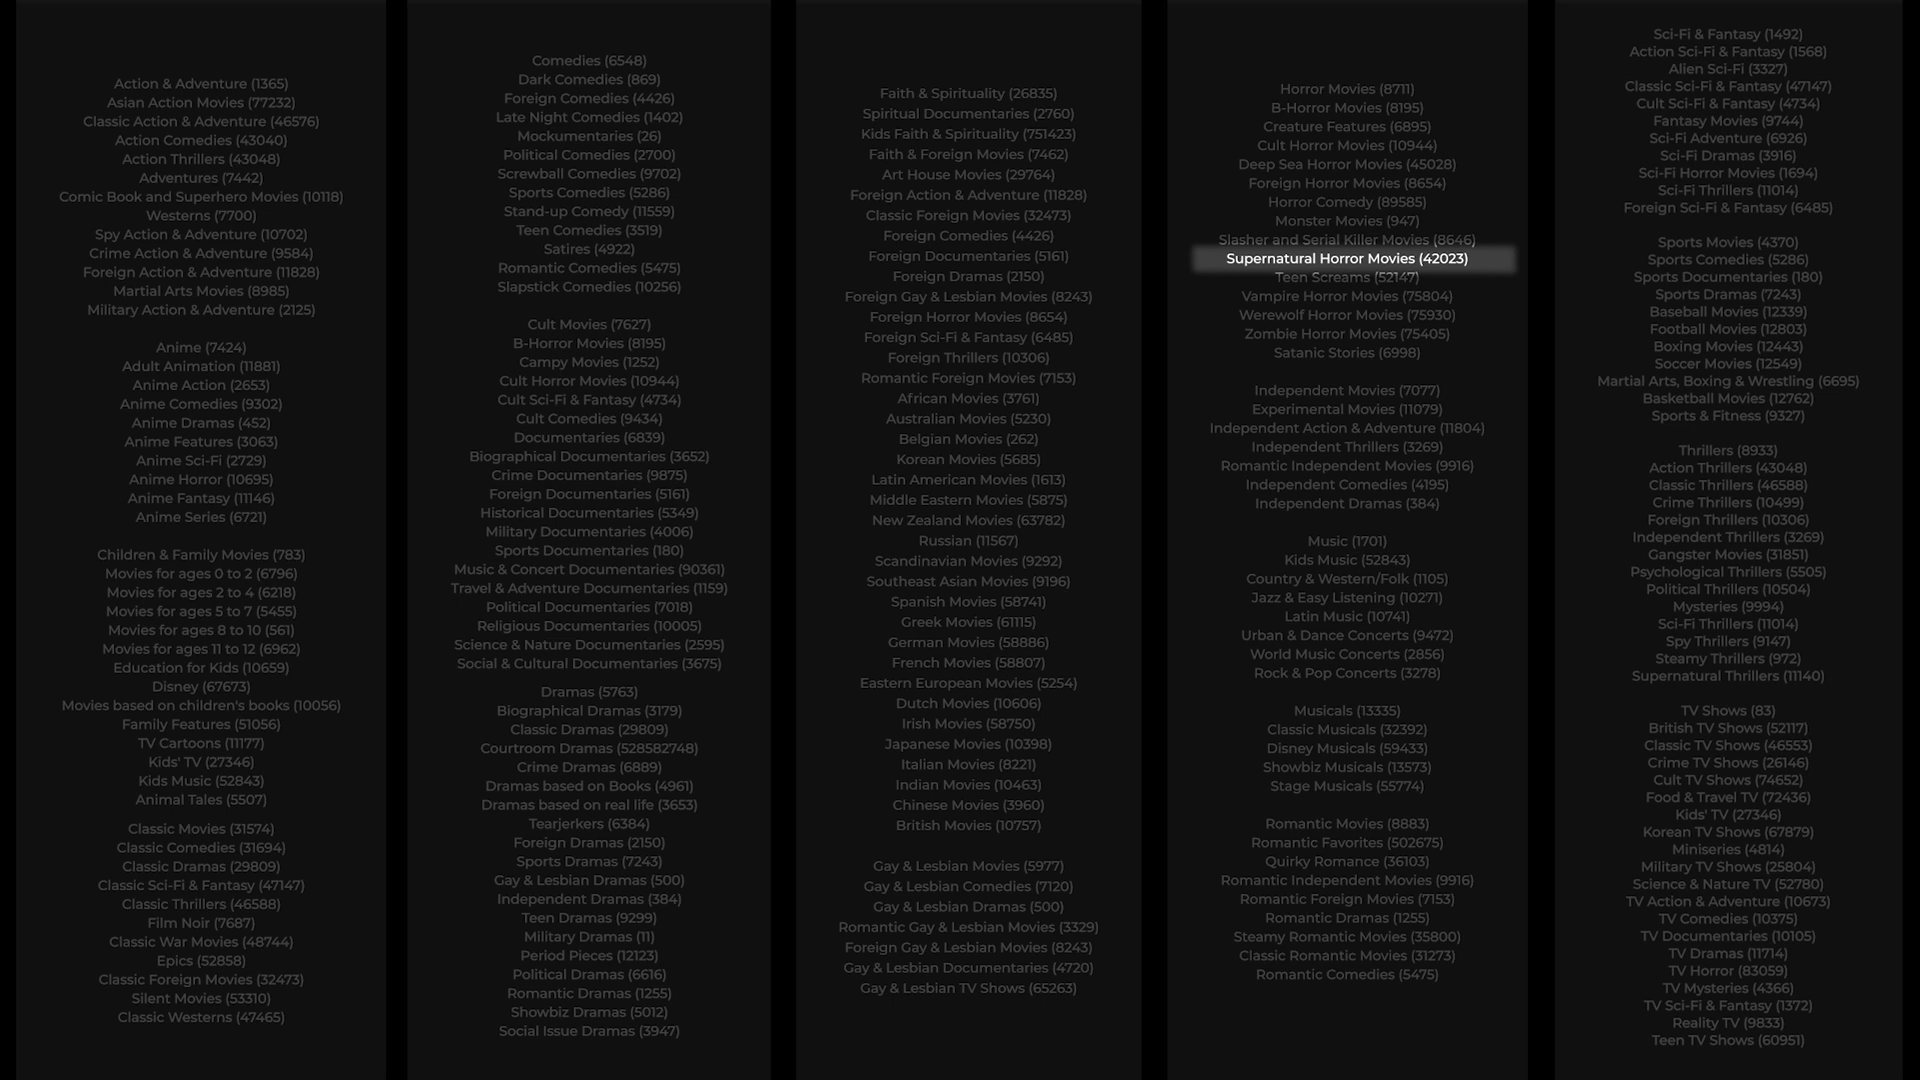 Action & Adventure (1365)
Asian Action Movies (77232)
Classic Action & Adventure (46576)
Action Comedies (43040)
Action Thrillers (43048)
Adventures (7442)
Comic Book and Superhero Movies (10118)
Westerns (7700)
Spy Action & Adventure (10702)
Crime Action & Adventure (9584)
Foreign Action & Adventure (11828)
Martial Arts Movies (8985)
Military Action & Adventure (2125)
Anime (7424)
Adult Animation (11881)
Anime Action (2653)
Anime Comedies (9302)
Anime Dramas (452)
Anime Features (3063)
Anime Sci-Fi (2729)
Anime Horror (10695)
Anime Fantasy (11146)
Anime Series (6721)
Children & Family Movies (783)
Movies for ages 0 to 2 (6796)
Movies for ages 2 to 4 (6218)
Movies for ages 5 to 7 (5455)
Movies for ages 8 to 10 (561)
Movies for ages 11 to 12 (6962)
Education for Kids (10659)
Disney (67673)
Movies based on children's books (10056)
Family Features (51056)
TV Cartoons (11177)
Kids' TV (27346)
Kids Music (52843)
Animal Tales (5507)
Classic Movies (31574)
Classic Comedies (31694)
Classic Dramas (29809)
Classic Sci-Fi & Fantasy (47147)
Classic Thrillers (46588)
Film Noir (7687)
Classic War Movies (48744)
Epics (52858)
Classic Foreign Movies (32473)
Silent Movies (53310)
Classic Westerns (47465)
Comedies (6548)
Dark Comedies (869)
Foreign Comedies (4426)
Late Night Comedies (1402)
Mockumentaries (26)
Political Comedies (2700)
Screwball Comedies (9702)
Sports Comedies (5286)
Stand-up Comedy (11559)
Teen Comedies (3519)
Satires (4922)
Romantic Comedies (5475)
Slapstick Comedies (10256)
Cult Movies (7627)
B-Horror Movies (8195)
Campy Movies (1252)
Cult Horror Movies (10944)
Cult Sci-Fi & Fantasy (4734)
Cult Comedies (9434)
Documentaries (6839)
Biographical Documentaries (3652)
Crime Documentaries (9875)
Foreign Documentaries (5161)
Historical Documentaries (5349)
Military Documentaries (4006)
Sports Documentaries (180)
Music & Concert Documentaries (90361)
Travel & Adventure Documentaries (1159)
Political Documentaries (7018)
Religious Documentaries (10005)
Science & Nature Documentaries (2595)
Social & Cultural Documentaries (3675)
Dramas (5763)
Biographical Dramas (3179)
Classic Dramas (29809)
Courtroom Dramas (528582748)
Crime Dramas (6889)
Dramas based on Books (4961)
Dramas based on real life (3653)
Tearjerkers (6384)
Foreign Dramas (2150)
Sports Dramas (7243)
Gay & Lesbian Dramas (500)
Independent Dramas (384)
Teen Dramas (9299)
Military Dramas (11)
Period Pieces (12123)
Political Dramas (6616)
Romantic Dramas (1255)
Showbiz Dramas (5012)
Social Issue Dramas (3947)
Faith & Spirituality (26835)
Spiritual Documentaries (2760)
Kids Faith & Spirituality (751423)
Faith & Foreign Movies (7462)
Art House Movies (29764)
Foreign Action & Adventure (11828)
Classic Foreign Movies (32473)
Foreign Comedies (4426)
Foreign Documentaries (5161)
Foreign Dramas (2150)
Foreign Gay & Lesbian Movies (8243)
Foreign Horror Movies (8654)
Foreign Sci-Fi & Fantasy (6485)
Foreign Thrillers (10306)
Romantic Foreign Movies (7153)
African Movies (3761)
Australian Movies (5230)
Belgian Movies (262)
Korean Movies (5685)
Latin American Movies (1613)
Middle Eastern Movies (5875)
New Zealand Movies (63782)
Russian (11567)
Scandinavian Movies (9292)
Southeast Asian Movies (9196)
Spanish Movies (58741)
Greek Movies (61115)
German Movies (58886)
French Movies (58807)
Eastern European Movies (5254)
Dutch Movies (10606)
Irish Movies (58750)
Japanese Movies (10398)
Italian Movies (8221)
Indian Movies (10463)
Chinese Movies (3960)
British Movies (10757)
Gay & Lesbian Movies (5977)
Gay & Lesbian Comedies (7120)
Gay & Lesbian Dramas (500)
Romantic Gay & Lesbian Movies (3329)
Foreign Gay & Lesbian Movies (8243)
Gay & Lesbian Documentaries (4720)
Gay & Lesbian TV Shows (65263)
Horror Movies (8711)
B-Horror Movies (8195)
Creature Features (6895)
Cult Horror Movies (10944)
Deep Sea Horror Movies (45028)
Foreign Horror Movies (8654)
Horror Comedy (89585)
Monster Movies (947)
Slasher and Serial Killer Movies (8646)
Supernatural Horror Movies (42023)
Teen Screams (52147)
Vampire Horror Movies (75804)
Werewolf Horror Movies (75930)
Zombie Horror Movies (75405)
Satanic Stories (6998)
Independent Movies (7077)
Experimental Movies (11079)
Independent Action & Adventure (11804)
Independent Thrillers (3269)
Romantic Independent Movies (9916)
Independent Comedies (4195)
Independent Dramas (384)
Music (1701)
Kids Music (52843)
Country & Western/Folk (1105)
Jazz & Easy Listening (10271)
Latin Music (10741)
Urban & Dance Concerts (9472)
World Music Concerts (2856)
Rock & Pop Concerts (3278)
Musicals (13335)
Classic Musicals (32392)
Disney Musicals (59433)
Showbiz Musicals (13573)
Stage Musicals (55774)
Romantic Movies (8883)
Romantic Favorites (502675)
Quirky Romance (36103)
Romantic Independent Movies (9916)
Romantic Foreign Movies (7153)
Romantic Dramas (1255)
Steamy Romantic Movies (35800)
Classic Romantic Movies (31273)
Romantic Comedies (5475)
Sci-Fi & Fantasy (1492)
Action Sci-Fi & Fantasy (1568)
Alien Sci-Fi (3327)
Classic Sci-Fi & Fantasy (47147)
Cult Sci-Fi & Fantasy (4734)
Fantasy Movies (9744)
Sci-Fi Adventure (6926)
Sci-Fi Dramas (3916)
Sci-Fi Horror Movies (1694)
Sci-Fi Thrillers (11014)
Foreign Sci-Fi & Fantasy (6485)
Sports Movies (4370)
Sports Comedies (5286)
Sports Documentaries (180)
Sports Dramas (7243)
Baseball Movies (12339)
Football Movies (12803)
Boxing Movies (12443)
Soccer Movies (12549)
Martial Arts, Boxing & Wrestling (6695)
Basketball Movies (12762)
Sports & Fitness (9327)
Thrillers (8933)
Action Thrillers (43048)
Classic Thrillers (46588)
Crime Thrillers (10499)
Foreign Thrillers (10306)
Independent Thrillers (3269)
Gangster Movies (31851)
Psychological Thrillers (5505)
Political Thrillers (10504)
Mysteries (9994)
Sci-Fi Thrillers (11014)
Spy Thrillers (9147)
Steamy Thrillers (972)
Supernatural Thrillers (11140)
TV Shows (83)
British TV Shows (52117)
Classic TV Shows (46553)
Crime TV Shows (26146)
Cult TV Shows (74652)
Food & Travel TV (72436)
Kids' TV (27346)
Korean TV Shows (67879)
Miniseries (4814)
Military TV Shows (25804)
Science & Nature TV (52780)
TV Action & Adventure (10673)
TV Comedies (10375)
TV Documentaries (10105)
TV Dramas (11714)
TV Horror (83059)
TV Mysteries (4366)
TV Sci-Fi & Fantasy (1372)
Reality TV (9833)
Teen TV Shows (60951)